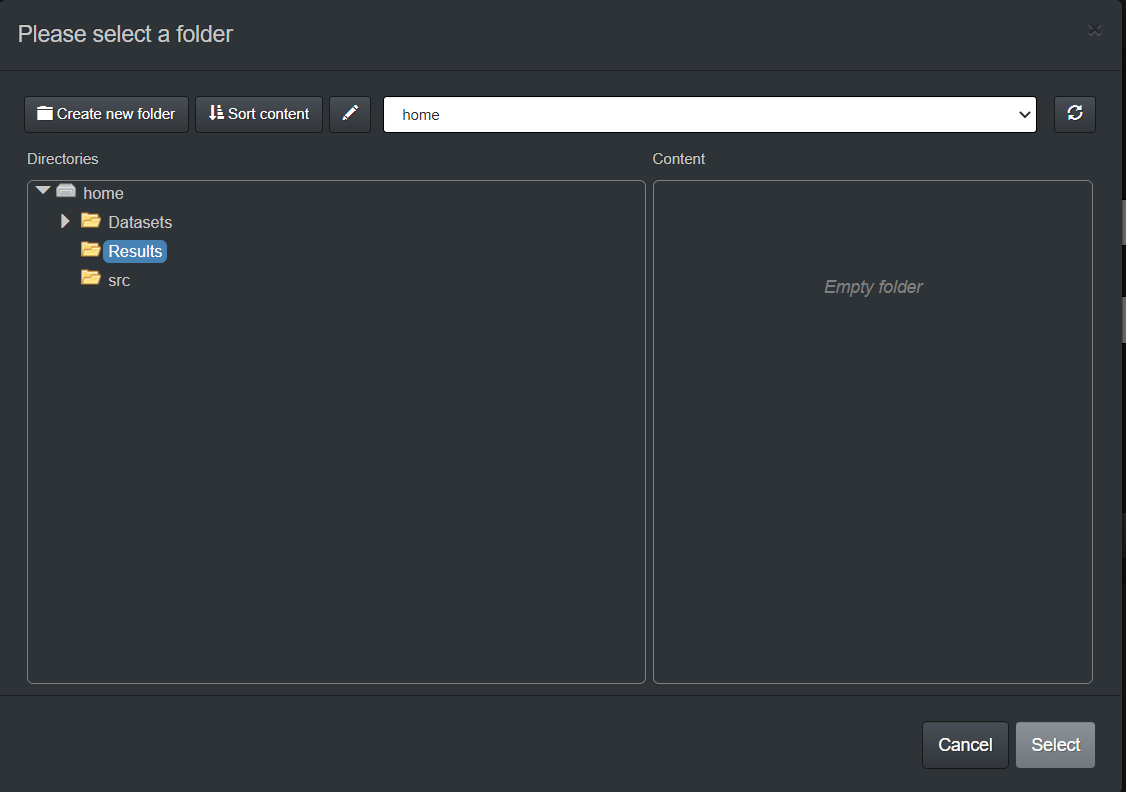 Please select a folder
Create new folder
Sort content
home
Directories
Content
home
Datasets
Results
src
Empty folder
Cancel
Select